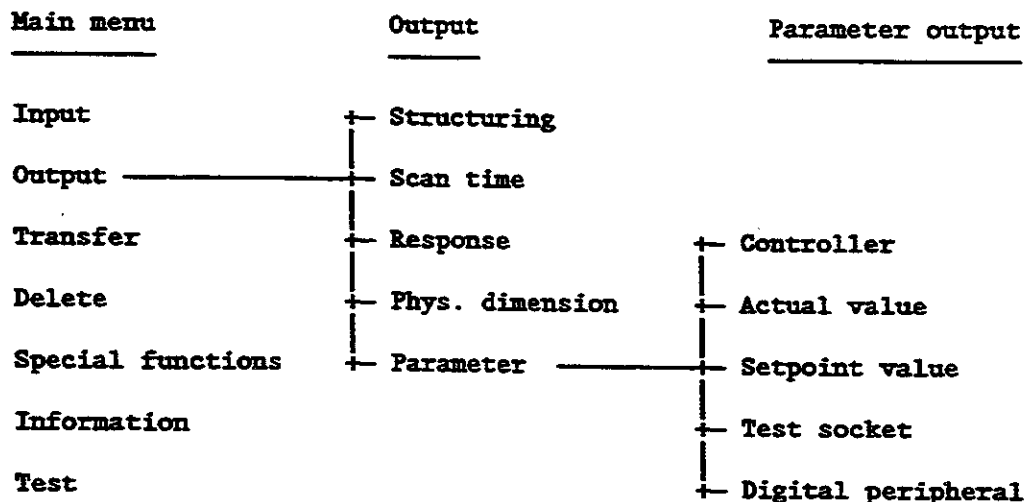 Main menu Output Parameter output
Input Structuring
Output Scan time
Transfer Response Controller
Delete Phys. dimension Actual value
Special functions Parameter Setpoint value
Information Test socket
Test Digital peripheral